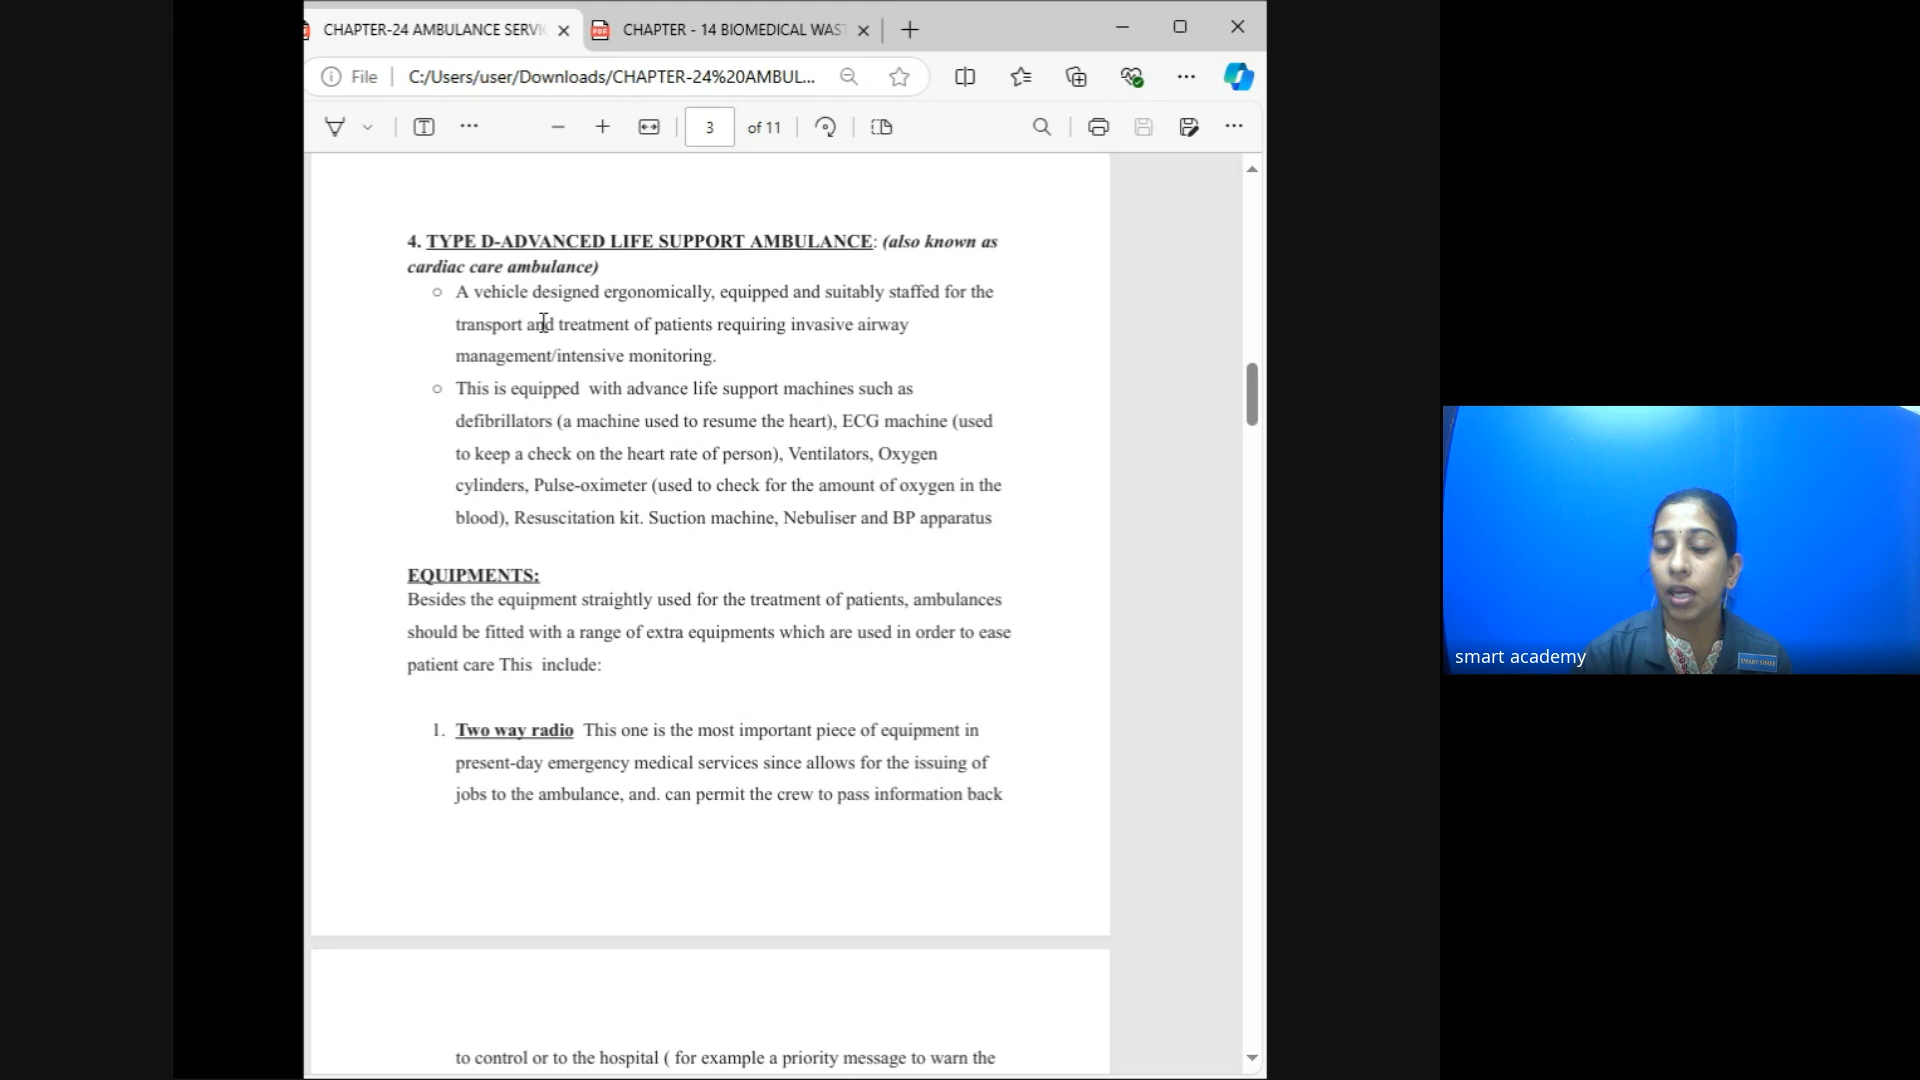 CHAPTER-24 AMBULANCE SERVI
CHAPTER - 14 BIOMEDICAL WAS
File
C:/Users/user/Downloads/CHAPTER-24%20AMBUL...
3 of 11
4. TYPE D-ADVANCED LIFE SUPPORT AMBULANCE: (also known as
cardiac care ambulance)
○ A vehicle designed ergonomically, equipped and suitably staffed for the
transport and treatment of patients requiring invasive airway
management/intensive monitoring.
○ This is equipped with advance life support machines such as
defibrillators (a machine used to resume the heart), ECG machine (used
to keep a check on the heart rate of person), Ventilators, Oxygen
cylinders, Pulse-oximeter (used to check for the amount of oxygen in the
blood), Resuscitation kit. Suction machine, Nebuliser and BP apparatus
EQUIPMENTS:
Besides the equipment straightly used for the treatment of patients, ambulances
should be fitted with a range of extra equipments which are used in order to ease
patient care This include:
1. Two way radio This one is the most important piece of equipment in
present-day emergency medical services since allows for the issuing of
jobs to the ambulance, and. can permit the crew to pass information back
to control or to the hospital ( for example a priority message to warn the
smart academy